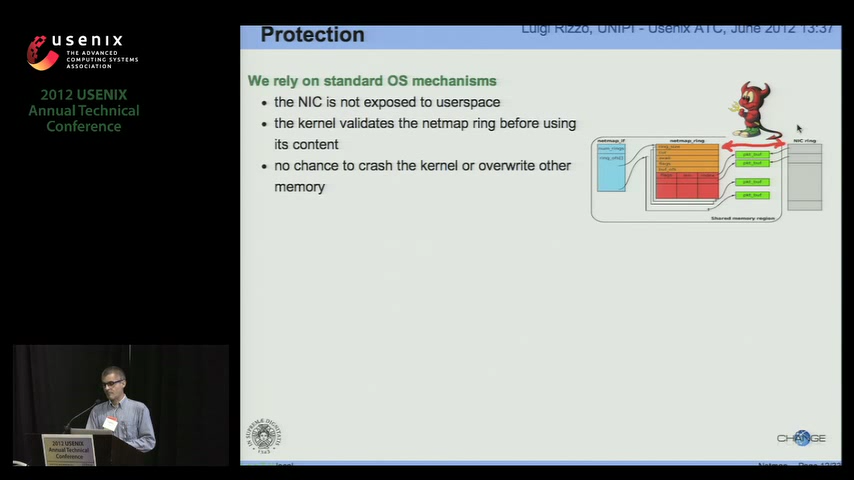 usenix
THE ADVANCED
COMPUTING SYSTEMS
ASSOCIATION
2012 USENIX
Annual Technical
Conference
Luigi Rizzo, UNIPI - Usenix ATC, June 2012 13:37
Protection
We rely on standard OS mechanisms
• the NIC is not exposed to userspace
• the kernel validates the netmap ring before using
its content
• no chance to crash the kernel or overwrite other
memory
netmap_if
netmap_ring
NIC ring
pkt_buf
pkt_buf
pkt_buf
pkt_buf
Shared memory region
2012 USENIX
Annual Technical
Conference
CHANGE